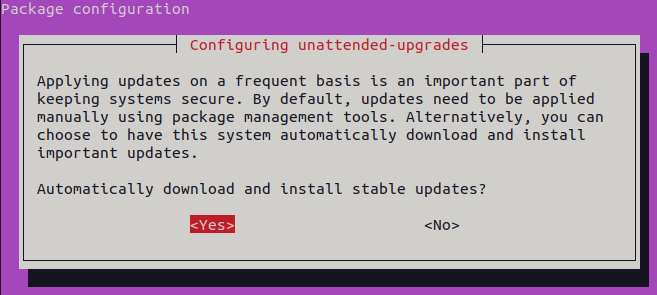 Package configuration
Configuring unattended-upgrades
Applying updates on a frequent basis is an important part of
keeping systems secure. By default, updates need to be applied
manually using package management tools. Alternatively, you can
choose to have this system automatically download and install
important updates.
Automatically download and install stable updates?
<Yes> <No>